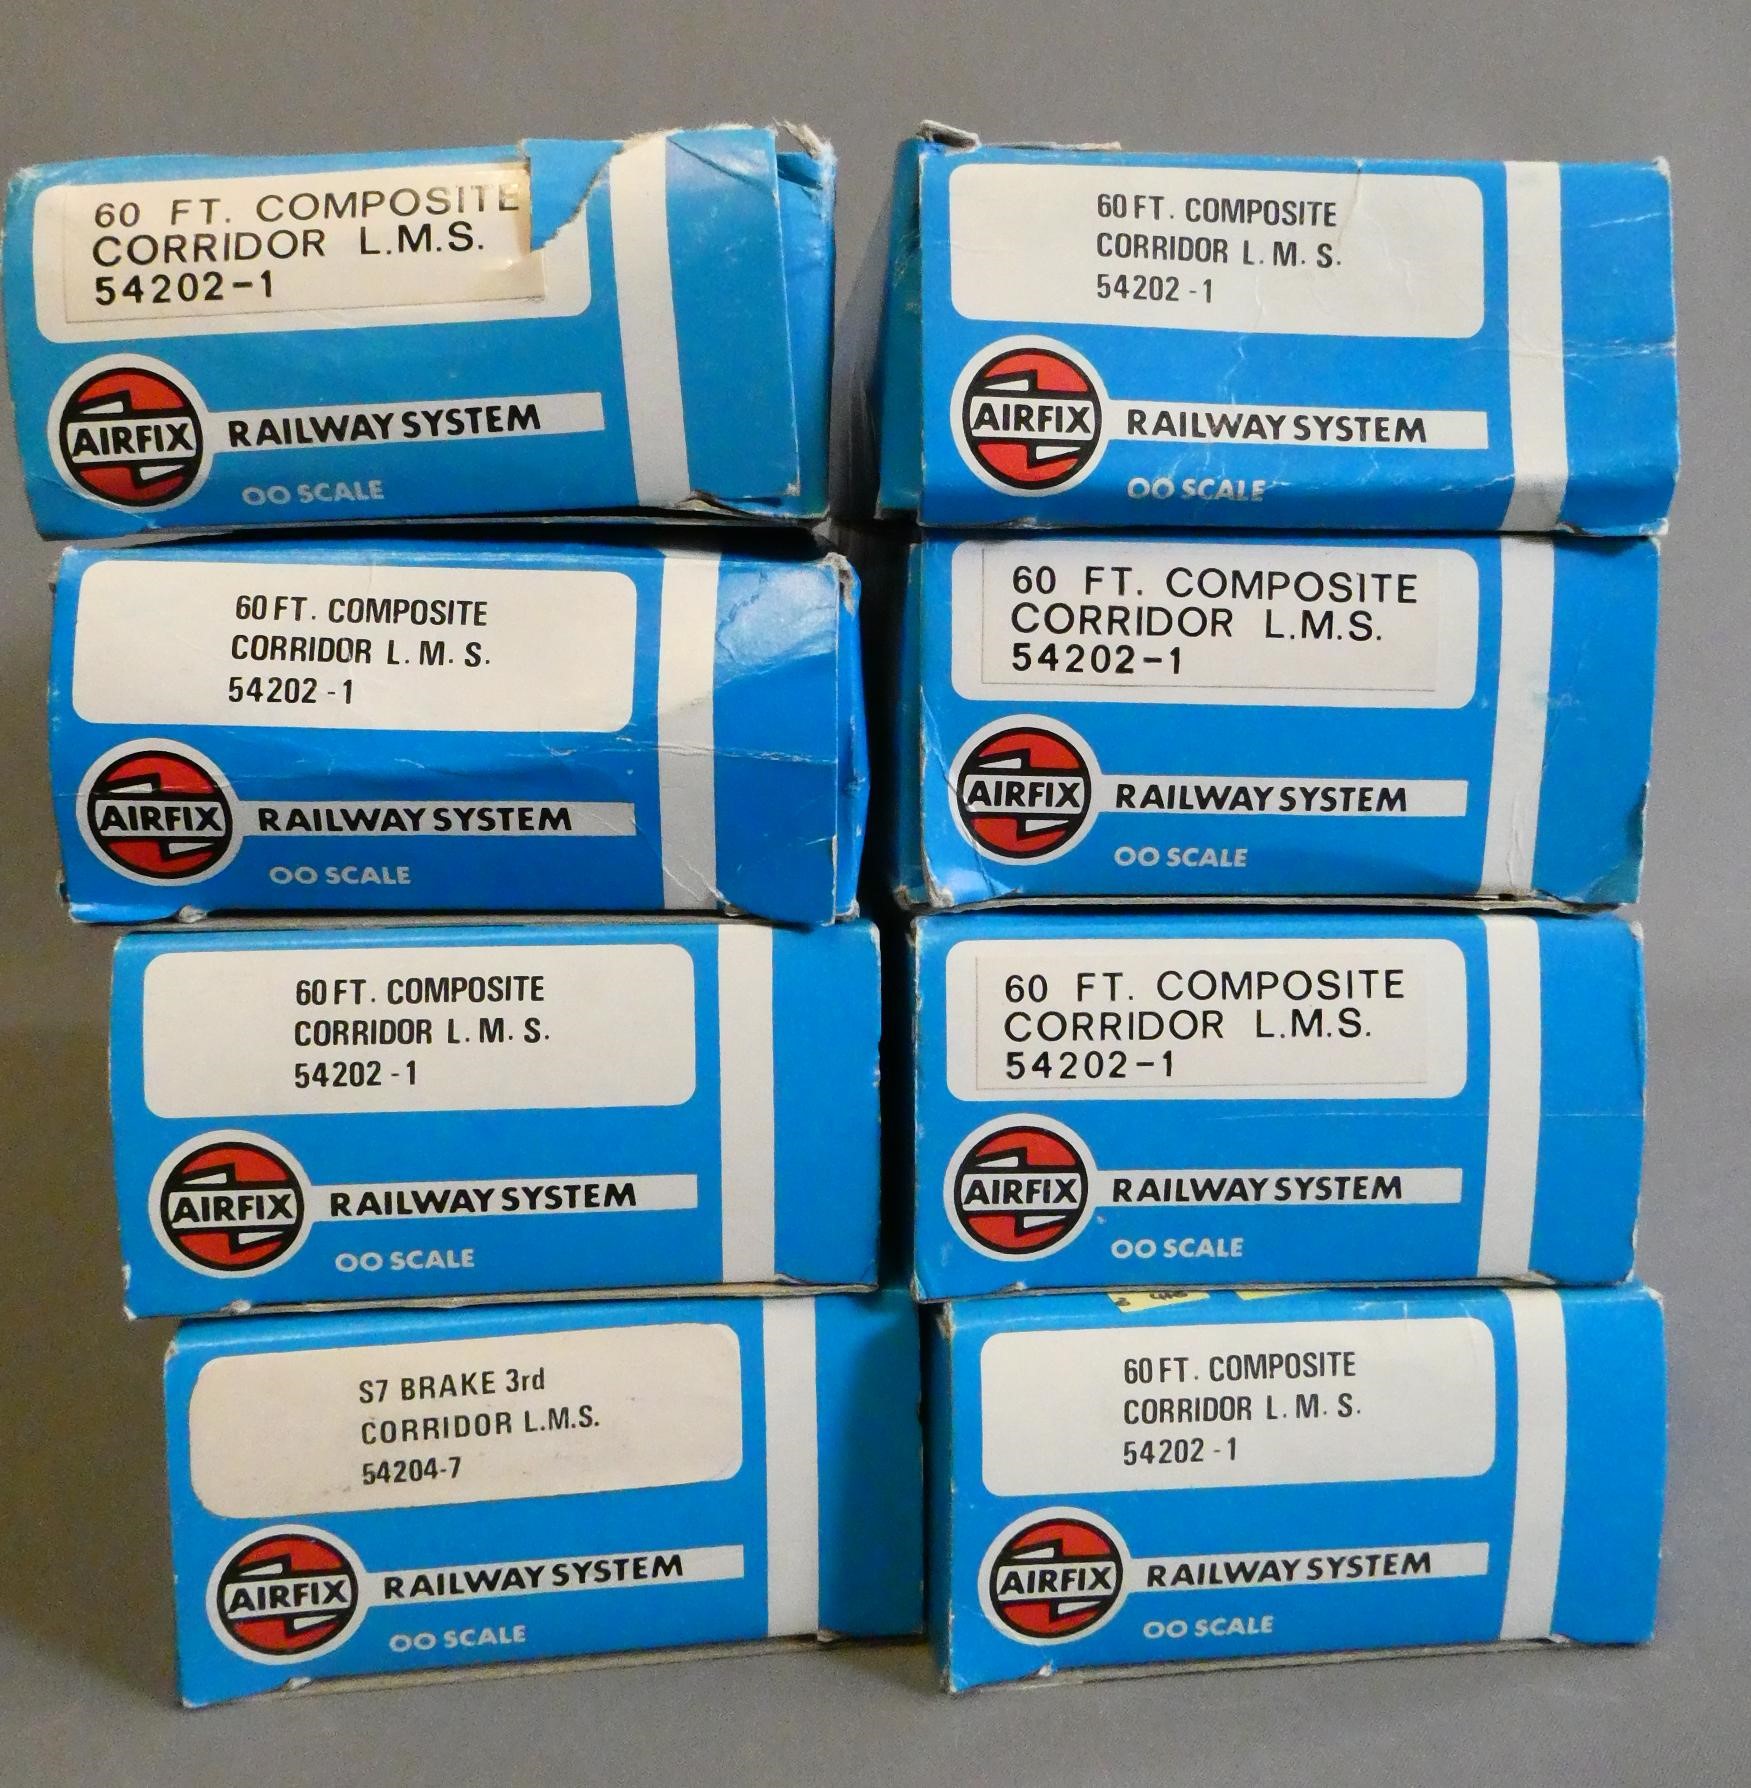 60 FT. COMPOSITE
CORRIDOR L.M.S.
54202-1
AIRFIX RAILWAY SYSTEM
OO SCALE
60 FT. COMPOSITE
CORRIDOR L. M. S.
54202 - 1
AIRFIX RAILWAY SYSTEM
OO SCALE
60 FT. COMPOSITE
CORRIDOR L. M. S.
54202 - 1
AIRFIX RAILWAY SYSTEM
OO SCALE
S7 BRAKE 3rd
CORRIDOR L.M.S.
54204-7
AIRFIX RAILWAY SYSTEM
OO SCALE
60 FT. COMPOSITE
CORRIDOR L. M. S.
54202 - 1
AIRFIX RAILWAY SYSTEM
OO SCALE
60 FT. COMPOSITE
CORRIDOR L.M.S.
54202-1
AIRFIX RAILWAY SYSTEM
OO SCALE
60 FT. COMPOSITE
CORRIDOR L.M.S.
54202-1
AIRFIX RAILWAY SYSTEM
OO SCALE
60 FT. COMPOSITE
CORRIDOR L. M. S.
54202 - 1
AIRFIX RAILWAY SYSTEM
OO SCALE